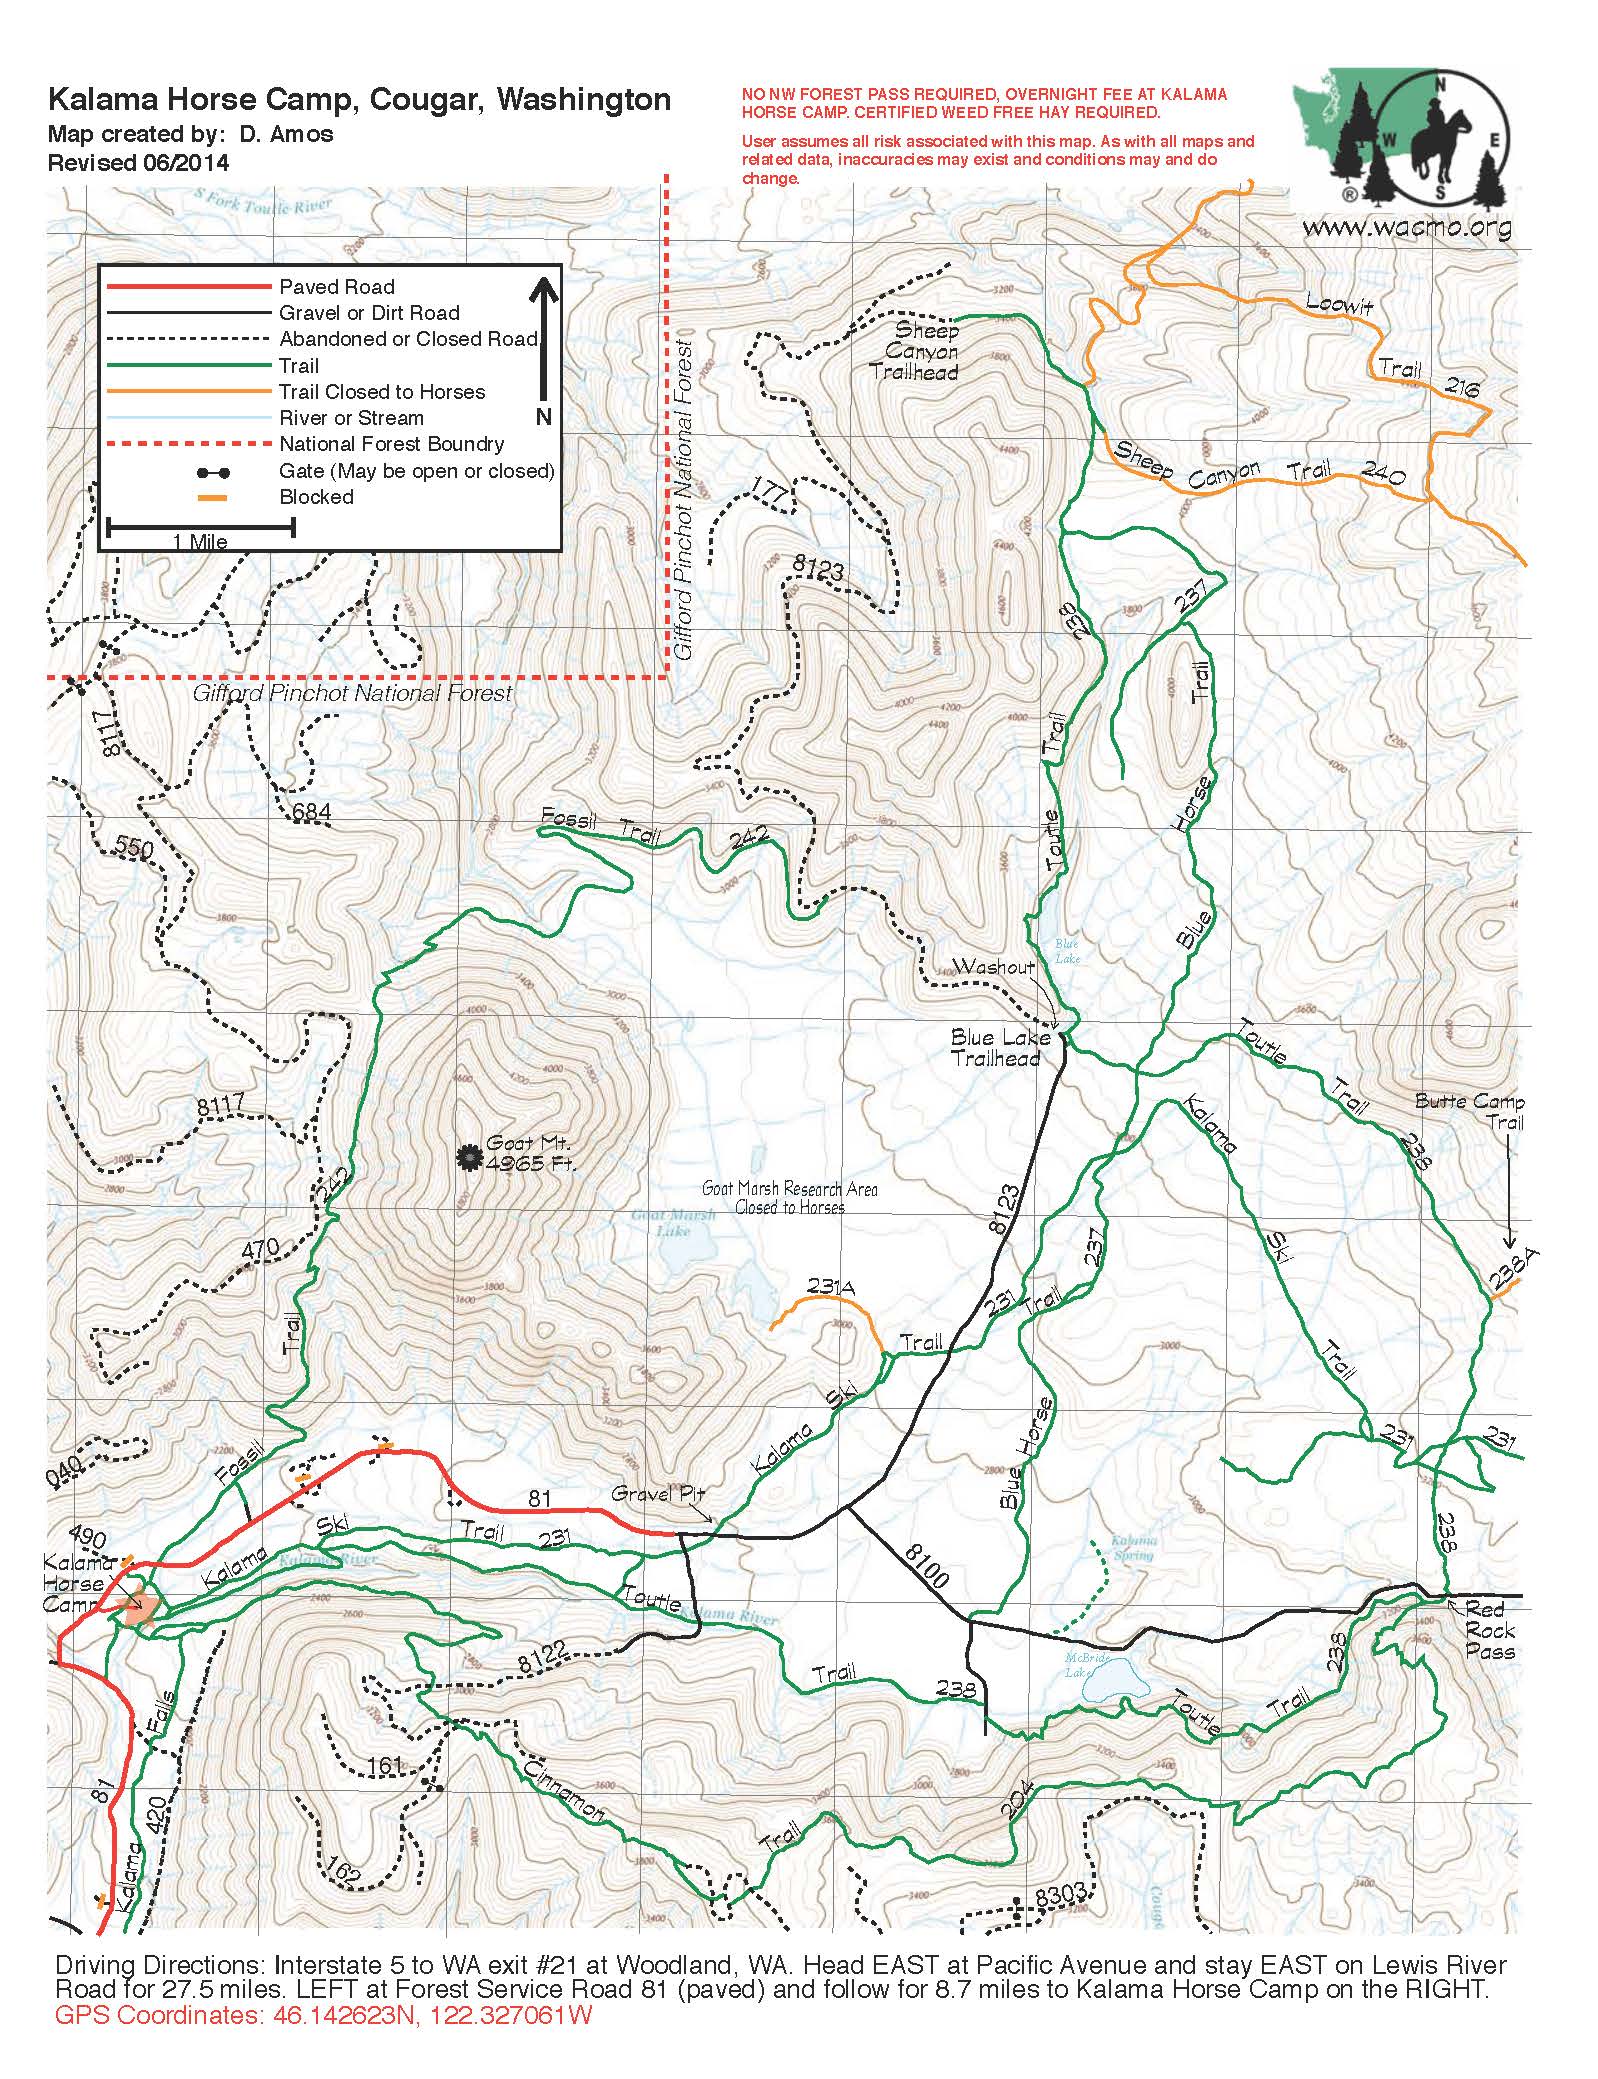 Kalama Horse Camp, Cougar, Washington
Map created by: D. Amos
Revised 06/2014
NO NW FOREST PASS REQUIRED, OVERNIGHT FEE AT KALAMA
HORSE CAMP. CERTIFIED WEED FREE HAY REQUIRED.
User assumes all risk associated with this map. As with all maps and
related data, inaccuracies may exist and conditions may and do
change.
N
W
E
S
®
www.wacmo.org
S Fork Toutle River
Paved Road
Gravel or Dirt Road
Abandoned or Closed Road
Trail
Trail Closed to Horses
River or Stream
National Forest Boundry
Gate (May be open or closed)
Blocked
N
1 Mile
Gifford Pinchot National Forest
Gifford Pinchot National Forest
Sheep
Canyon
Trailhead
Loowit
Trail
216
Sheep Canyon Trail 240
177
8123
238
237
Trail
Toutle Trail
Horse
Blue
8117
684
550
Fossil Trail 242
Blue
Lake
Washout
Blue Lake
Trailhead
Toutle
Trail
238
Butte Camp
Trail
238A
8117
Goat Mt.
4965 Ft.
242
470
Trail
Goat Marsh Research Area
Closed to Horses
Goat Marsh
Lake
8123
Kalama
Ski
Trail
237
231A
231 Trail
Trail
Ski
Kalama
231
231
Blue Horse
Fossil
040
81
Gravel Pit
490
Kalama
Horse
Camp
Ski Trail 231
Kalama
Kalama River
8100
Kalama
Spring
238
Toutle
Kalama River
Red
Rock
Pass
8122
Trail
238
McBride
Lake
Toutle Trail
238
Falls
81
420
Kalama
161
162
Cinnamon
Trail
204
8303
Driving Directions: Interstate 5 to WA exit #21 at Woodland, WA. Head EAST at Pacific Avenue and stay EAST on Lewis River
Road for 27.5 miles. LEFT at Forest Service Road 81 (paved) and follow for 8.7 miles to Kalama Horse Camp on the RIGHT.
GPS Coordinates: 46.142623N, 122.327061W